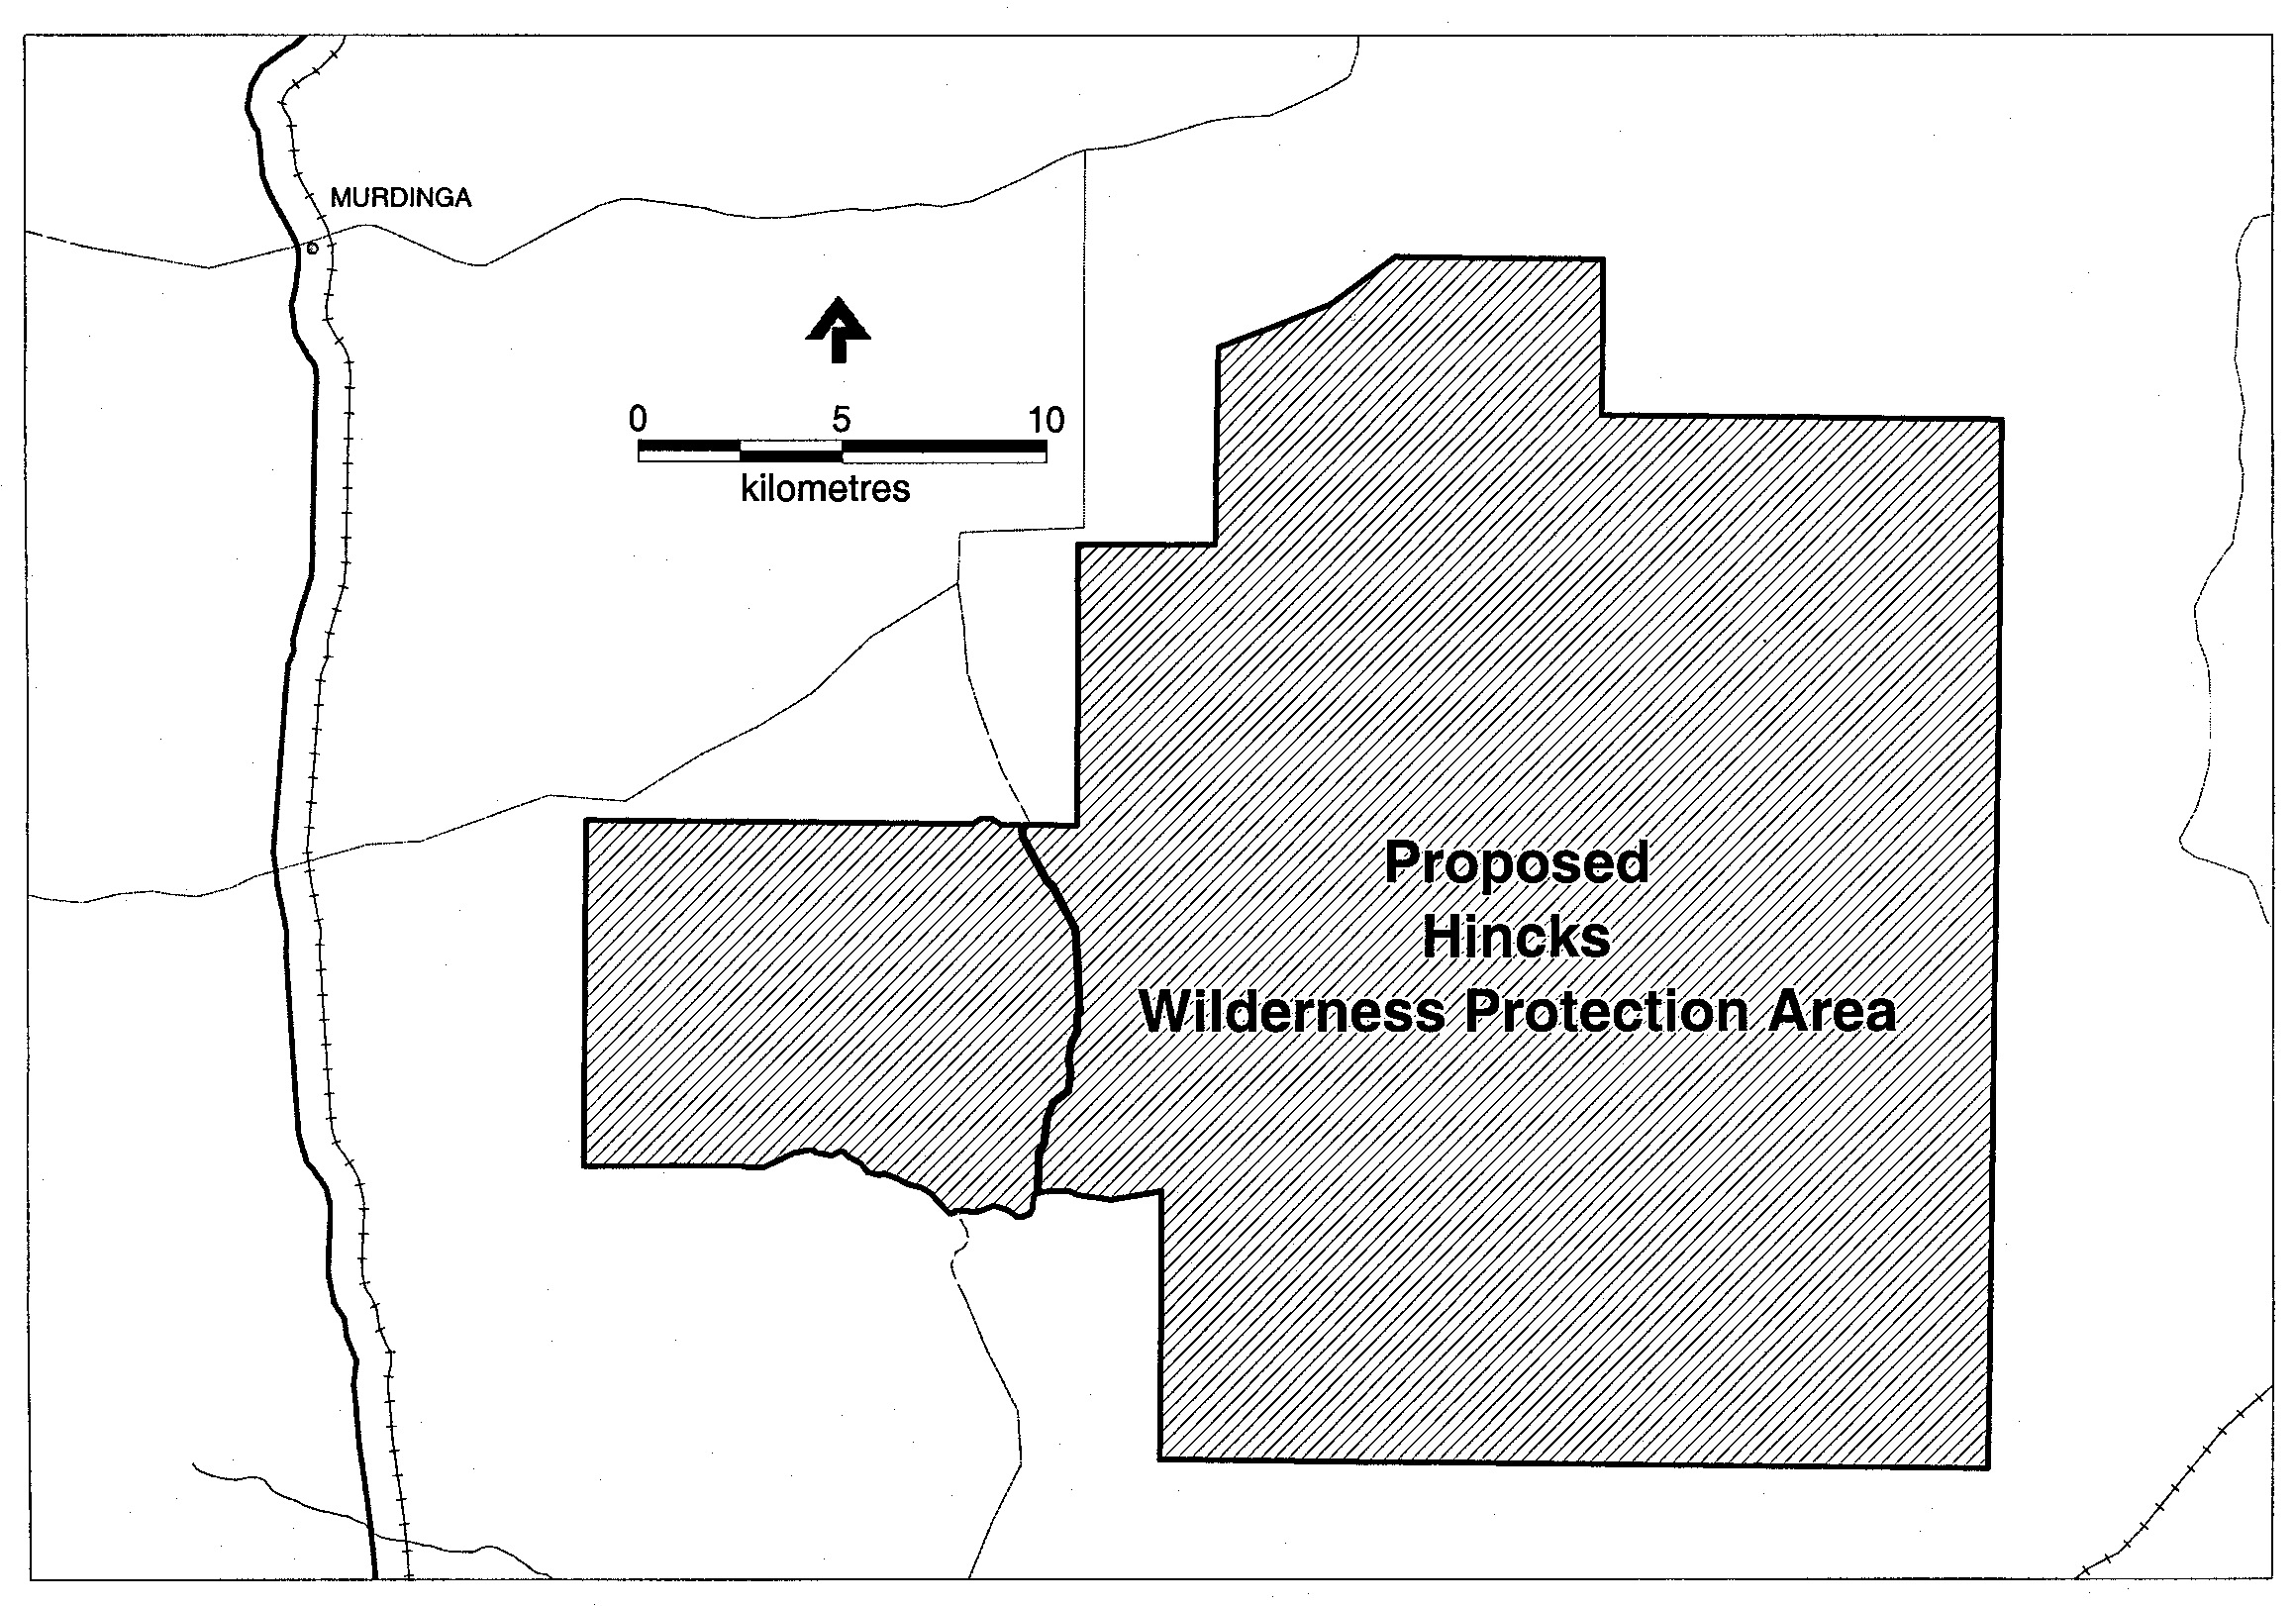 MURDINGA
0 5 10
kilometres
Proposed
Hincks
Wilderness Protection Area